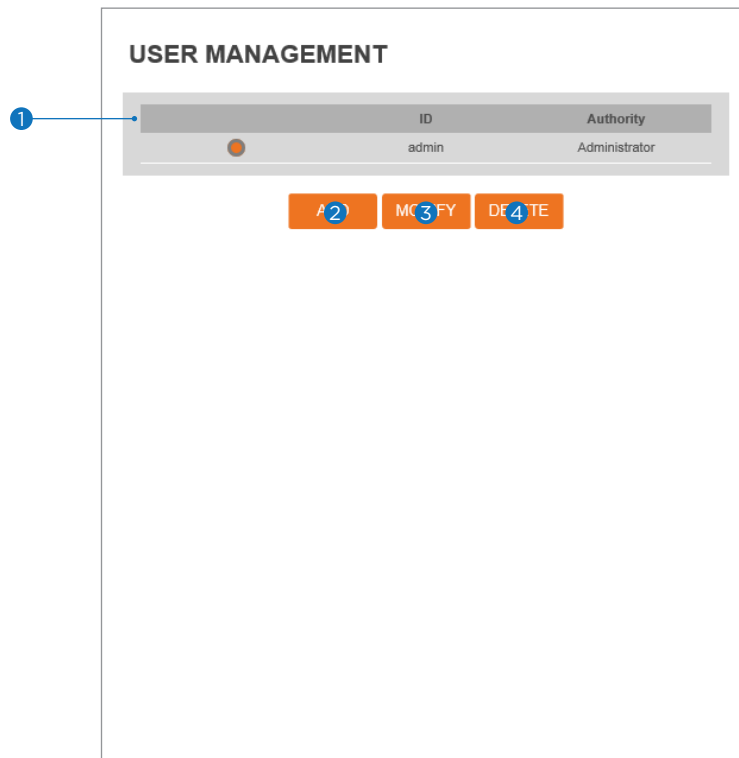 USER MANAGEMENT
1
ID Authority
admin Administrator
2 3 4